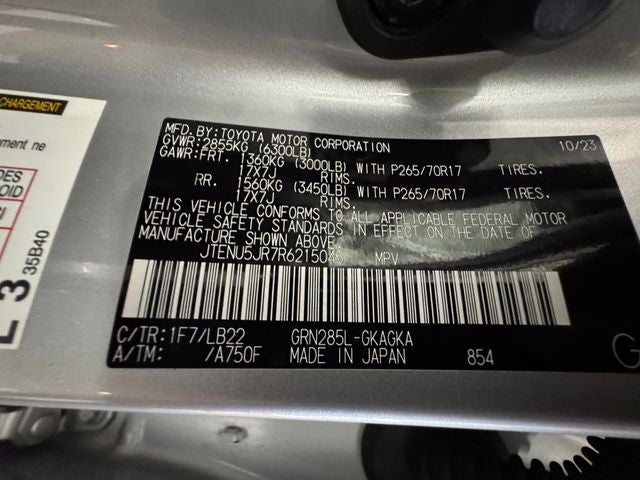 MFD. BY: TOYOTA MOTOR CORPORATION 10/23
GVWR: 2855KG (6300LB)
GAWR: FRT. 1360KG (3000LB) WITH P265/70R17 TIRES.
17X7J RIMS.
RR. 1560KG (3450LB) WITH P265/70R17 TIRES.
17X7J RIMS.
THIS VEHICLE CONFORMS TO ALL APPLICABLE FEDERAL MOTOR
VEHICLE SAFETY STANDARDS IN EFFECT ON THE DATE OF
MANUFACTURE SHOWN ABOVE.
JTENU5JR7R6215045 MPV
C/TR: 1F7/LB22 GRN285L-GKAGKA
A/TM: /A750F MADE IN JAPAN 854
G
CHARGEMENT
ment ne
DES
OID
RI
L 3
35B40